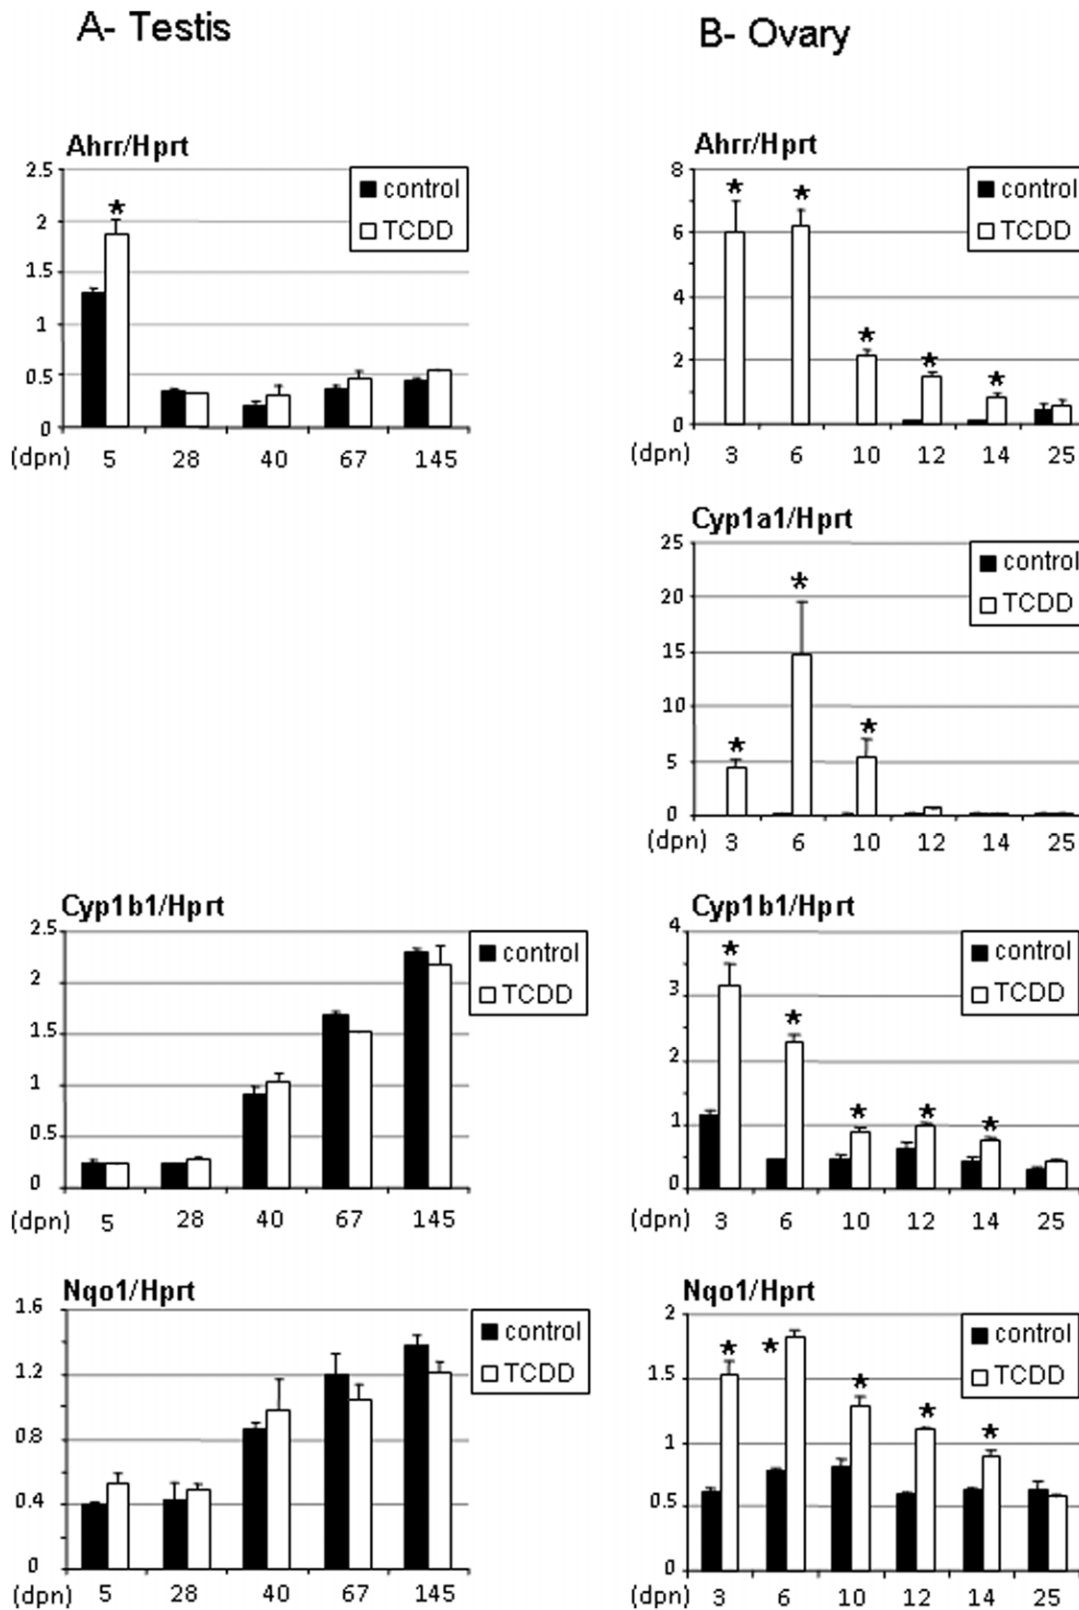 A- Testis
B- Ovary
Ahrr/Hprt
2.5
2
1.5
1
0.5
0
control
TCDD
★
(dpn) 5 28 40 67 145
Ahrr/Hprt
8
6
4
2
0
control
TCDD
★ ★ ★ ★ ★
(dpn) 3 6 10 12 14 25
Cyp1a1/Hprt
25
20
15
10
5
0
control
TCDD
★ ★ ★
(dpn) 3 6 10 12 14 25
Cyp1b1/Hprt
2.5
2
1.5
1
0.5
0
control
TCDD
(dpn) 5 28 40 67 145
Cyp1b1/Hprt
4
3
2
1
0
control
TCDD
★ ★ ★ ★ ★
(dpn) 3 6 10 12 14 25
Nqo1/Hprt
1.6
1.2
0.8
0.4
0
control
TCDD
(dpn) 5 28 40 67 145
Nqo1/Hprt
2
1.5
1
0.5
0
control
TCDD
★ ★ ★ ★ ★
(dpn) 3 6 10 12 14 25